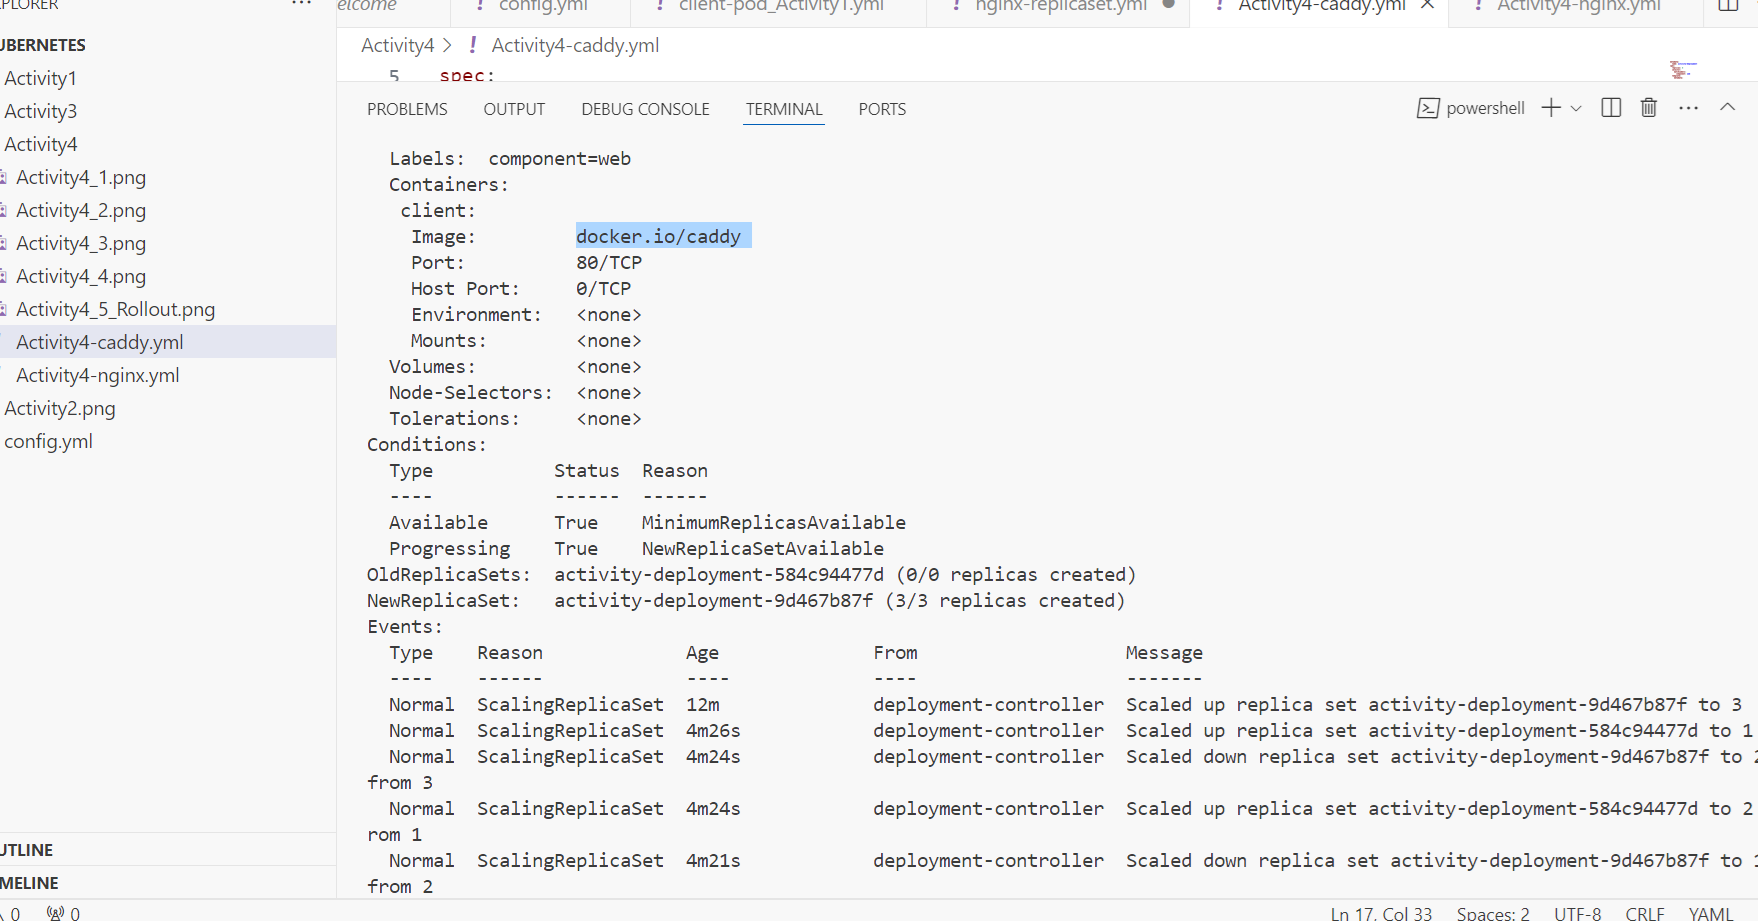 PLORER ···
elcome ! config.yml ! client-pod_Activity1.yml ! nginx-replicaset.yml ● ! Activity4-caddy.yml × ! Activity4-nginx.yml
UBERNETES
Activity1
Activity3
Activity4
Activity4_1.png
Activity4_2.png
Activity4_3.png
Activity4_4.png
Activity4_5_Rollout.png
Activity4-caddy.yml
Activity4-nginx.yml
Activity2.png
config.yml
UTLINE
MELINE
Activity4 > ! Activity4-caddy.yml
5 spec:
PROBLEMS OUTPUT DEBUG CONSOLE TERMINAL PORTS
powershell
Labels: component=web
Containers:
client:
Image: docker.io/caddy
Port: 80/TCP
Host Port: 0/TCP
Environment: <none>
Mounts: <none>
Volumes: <none>
Node-Selectors: <none>
Tolerations: <none>
Conditions:
Type Status Reason
---- ------ ------
Available True MinimumReplicasAvailable
Progressing True NewReplicaSetAvailable
OldReplicaSets: activity-deployment-584c94477d (0/0 replicas created)
NewReplicaSet: activity-deployment-9d467b87f (3/3 replicas created)
Events:
Type Reason Age From Message
---- ------ ---- ---- -------
Normal ScalingReplicaSet 12m deployment-controller Scaled up replica set activity-deployment-9d467b87f to 3
Normal ScalingReplicaSet 4m26s deployment-controller Scaled up replica set activity-deployment-584c94477d to 1
Normal ScalingReplicaSet 4m24s deployment-controller Scaled down replica set activity-deployment-9d467b87f to 2
from 3
Normal ScalingReplicaSet 4m24s deployment-controller Scaled up replica set activity-deployment-584c94477d to 2
rom 1
Normal ScalingReplicaSet 4m21s deployment-controller Scaled down replica set activity-deployment-9d467b87f to 1
from 2
0 0 Ln 17, Col 33 Spaces: 2 UTF-8 CRLF YAML